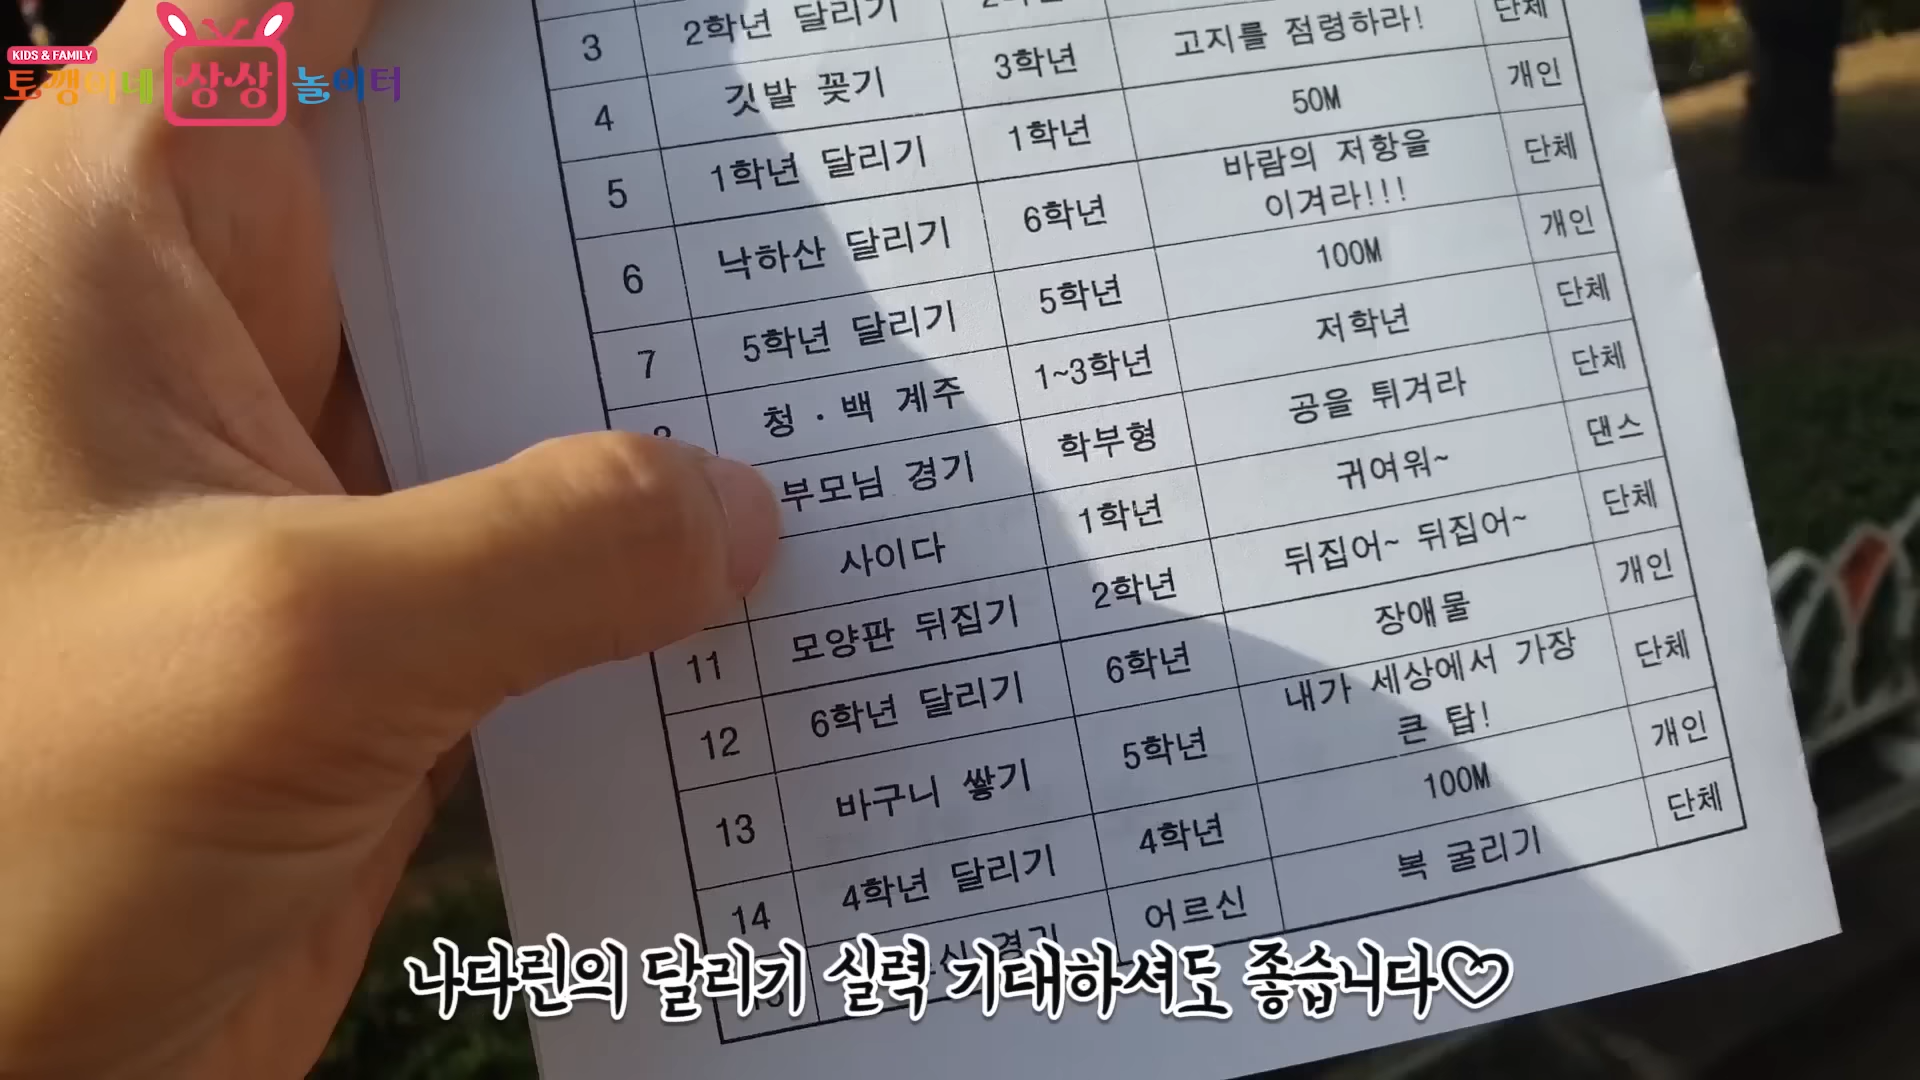 KIDS & FAMILY
토깽이네 상상 놀이터
3 2학년 달리기
고지를 점령하라! 단체
4 깃발 꽂기 3학년 50M 개인
5 1학년 달리기 1학년 바람의 저항을 이겨라!!! 단체
6 낙하산 달리기 6학년 100M 개인
7 5학년 달리기 5학년 저학년 단체
청·백 계주 1~3학년 공을 튀겨라 단체
부모님 경기 학부형 귀여워~ 댄스
사이다 1학년 뒤집어~ 뒤집어~ 단체
11 모양판 뒤집기 2학년 장애물 개인
12 6학년 달리기 6학년 내가 세상에서 가장 큰 탑! 단체
13 바구니 쌓기 5학년 100M 개인
14 4학년 달리기 4학년 복 굴리기 단체
경기 어르신
나다린의 달리기 실력 기대하셔도 좋습니다♡